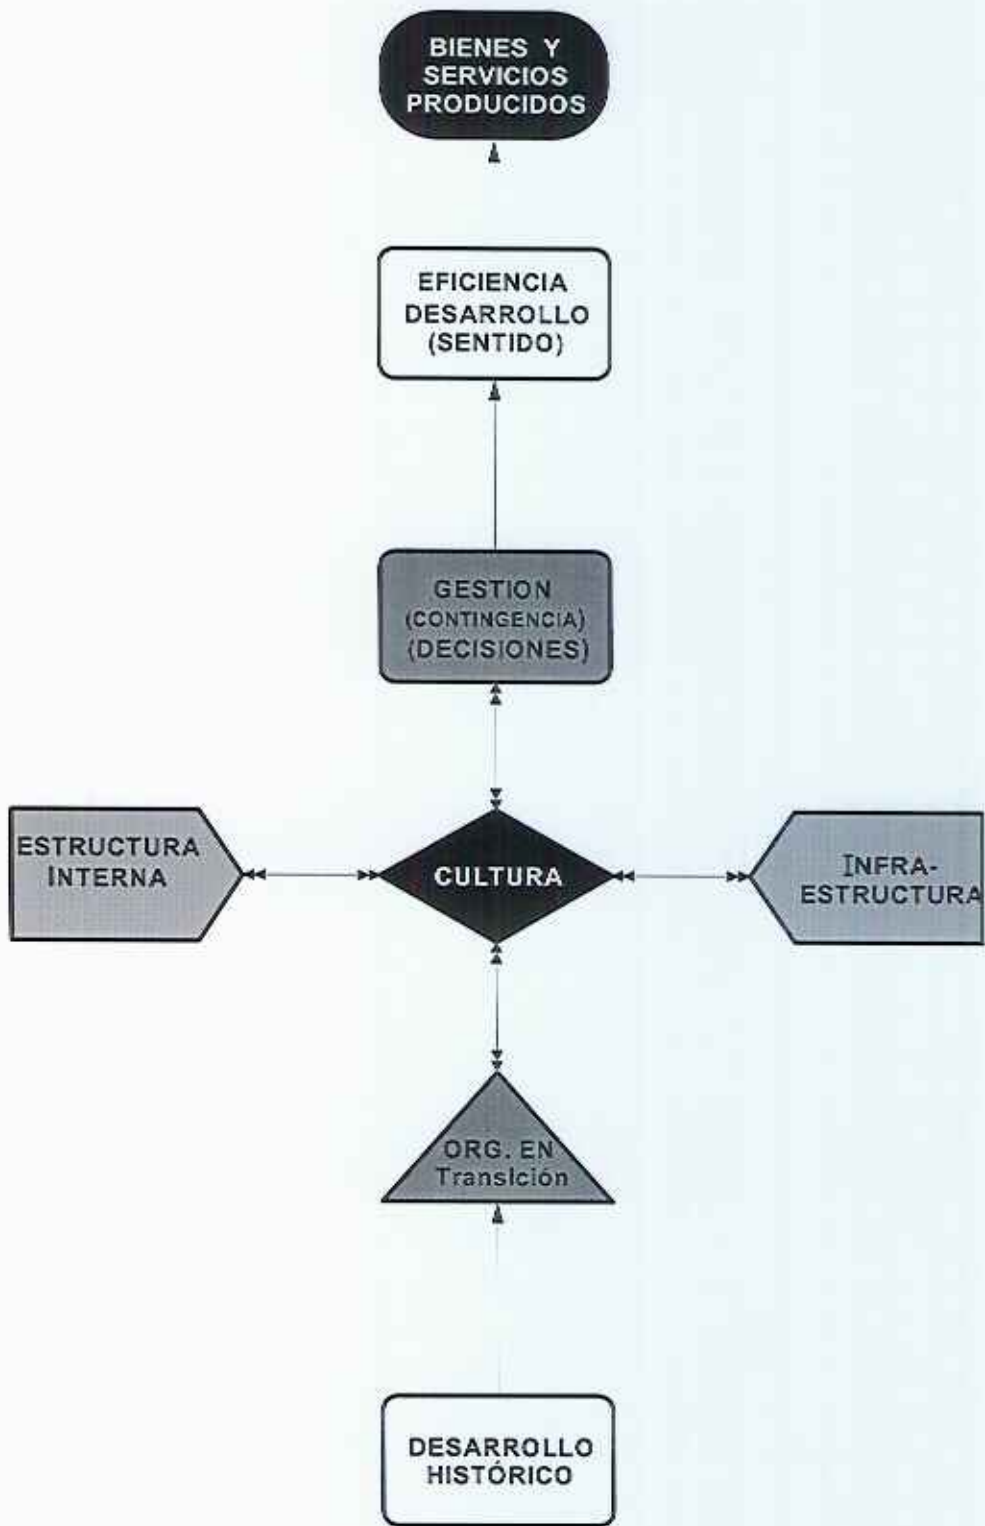 BIENES Y
SERVICIOS
PRODUCIDOS
EFICIENCIA
DESARROLLO
(SENTIDO)
GESTION
(CONTINGENCIA)
(DECISIONES)
ESTRUCTURA
INTERNA
CULTURA
INFRA-
ESTRUCTURA
ORG. EN
Transición
DESARROLLO
HISTÓRICO